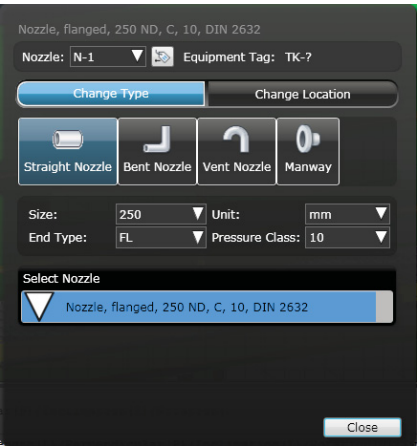 Nozzle, flanged, 250 ND, C, 10, DIN 2632
Nozzle: N-1 Equipment Tag: TK-?
Change Type Change Location
Straight Nozzle Bent Nozzle Vent Nozzle Manway
Size: 250 Unit: mm
End Type: FL Pressure Class: 10
Select Nozzle
Nozzle, flanged, 250 ND, C, 10, DIN 2632
Close